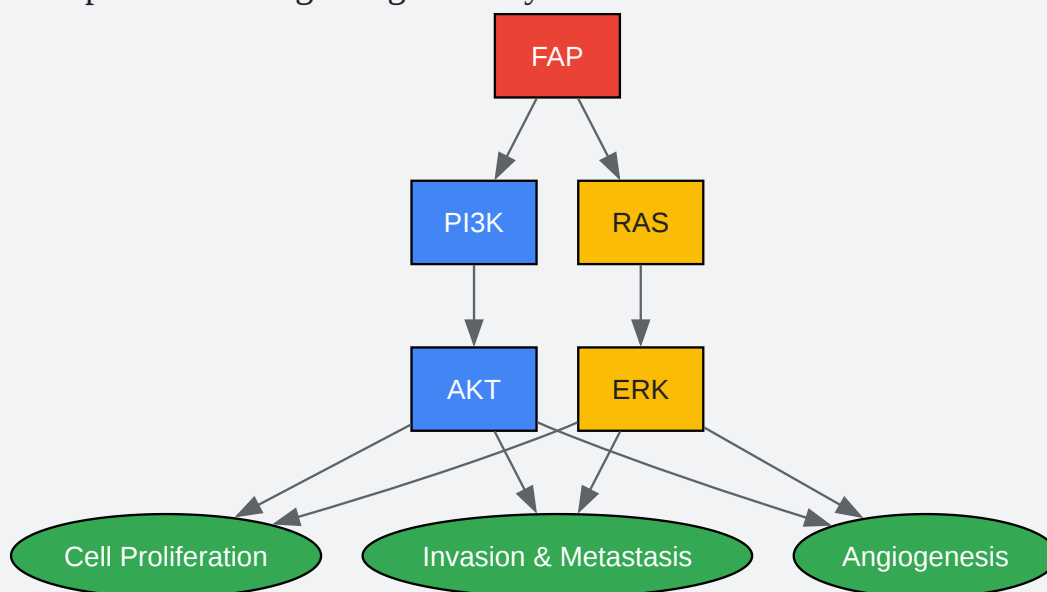 FAP
PI3K
RAS
AKT
ERK
Cell Proliferation
Invasion & Metastasis
Angiogenesis